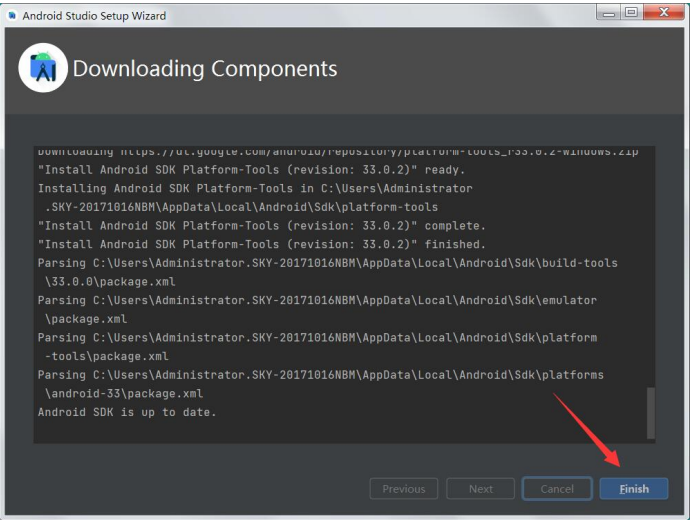 Android Studio Setup Wizard
Downloading Components
Downloading https://dl.google.com/android/repository/platform-tools_r33.0.2-windows.zip
"Install Android SDK Platform-Tools (revision: 33.0.2)" ready.
Installing Android SDK Platform-Tools in C:\Users\Administrator
.SKY-20171016NBM\AppData\Local\Android\Sdk\platform-tools
"Install Android SDK Platform-Tools (revision: 33.0.2)" complete.
"Install Android SDK Platform-Tools (revision: 33.0.2)" finished.
Parsing C:\Users\Administrator.SKY-20171016NBM\AppData\Local\Android\Sdk\build-tools
\33.0.0\package.xml
Parsing C:\Users\Administrator.SKY-20171016NBM\AppData\Local\Android\Sdk\emulator
\package.xml
Parsing C:\Users\Administrator.SKY-20171016NBM\AppData\Local\Android\Sdk\platform
-tools\package.xml
Parsing C:\Users\Administrator.SKY-20171016NBM\AppData\Local\Android\Sdk\platforms
\android-33\package.xml
Android SDK is up to date.
Previous
Next
Cancel
Finish